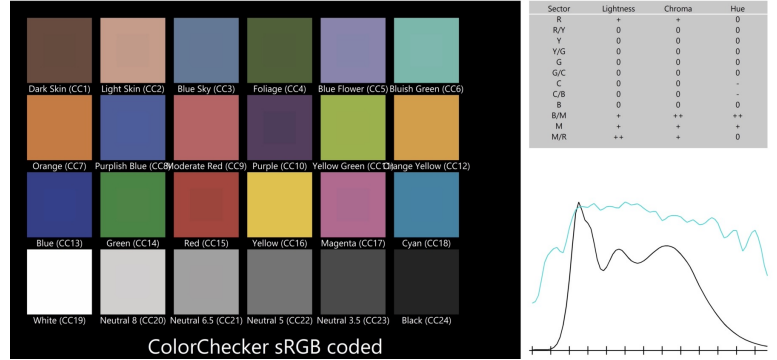 Dark Skin (CC1) Light Skin (CC2) Blue Sky (CC3) Foliage (CC4) Blue Flower (CC5) Bluish Green (CC6)
Orange (CC7) Purplish Blue (CC8) Moderate Red (CC9) Purple (CC10) Yellow Green (CC11) Orange Yellow (CC12)
Blue (CC13) Green (CC14) Red (CC15) Yellow (CC16) Magenta (CC17) Cyan (CC18)
White (CC19) Neutral 8 (CC20) Neutral 6.5 (CC21) Neutral 5 (CC22) Neutral 3.5 (CC23) Black (CC24)
ColorChecker sRGB coded
Sector Lightness Chroma Hue
R + + 0
R/Y 0 0 0
Y 0 0 0
Y/G 0 0 0
G 0 0 0
G/C 0 0 0
C 0 0 -
C/B 0 0 -
B 0 0 0
B/M + ++ ++
M + + +
M/R ++ + 0